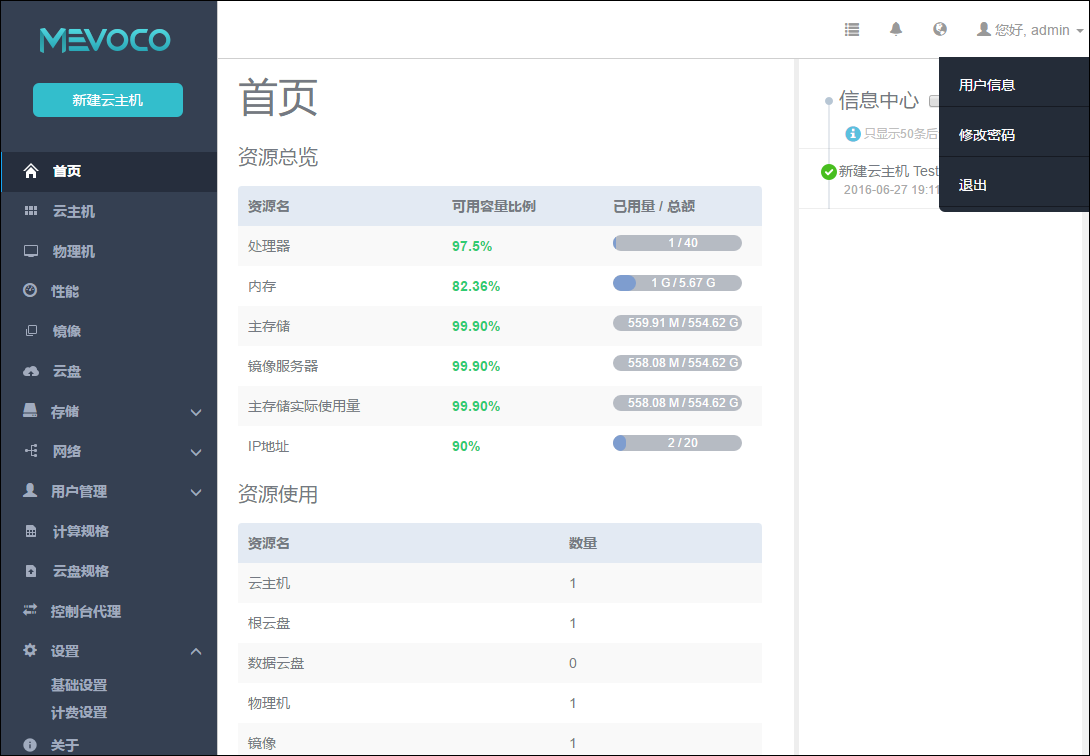 MEVOCO
新建云主机
首页
云主机
物理机
性能
镜像
云盘
存储
网络
用户管理
计算规格
云盘规格
控制台代理
设置
基础设置
计费设置
关于
您好, admin
用户信息
修改密码
退出
首页
资源总览
资源名 可用容量比例 已用量 / 总额
处理器 97.5% 1 / 40
内存 82.36% 1 G / 5.67 G
主存储 99.90% 559.91 M / 554.62 G
镜像服务器 99.90% 558.08 M / 554.62 G
主存储实际使用量 99.90% 558.08 M / 554.62 G
IP地址 90% 2 / 20
资源使用
资源名 数量
云主机 1
根云盘 1
数据云盘 0
物理机 1
镜像 1
信息中心
只显示50条后
新建云主机 Test
2016-06-27 19:11